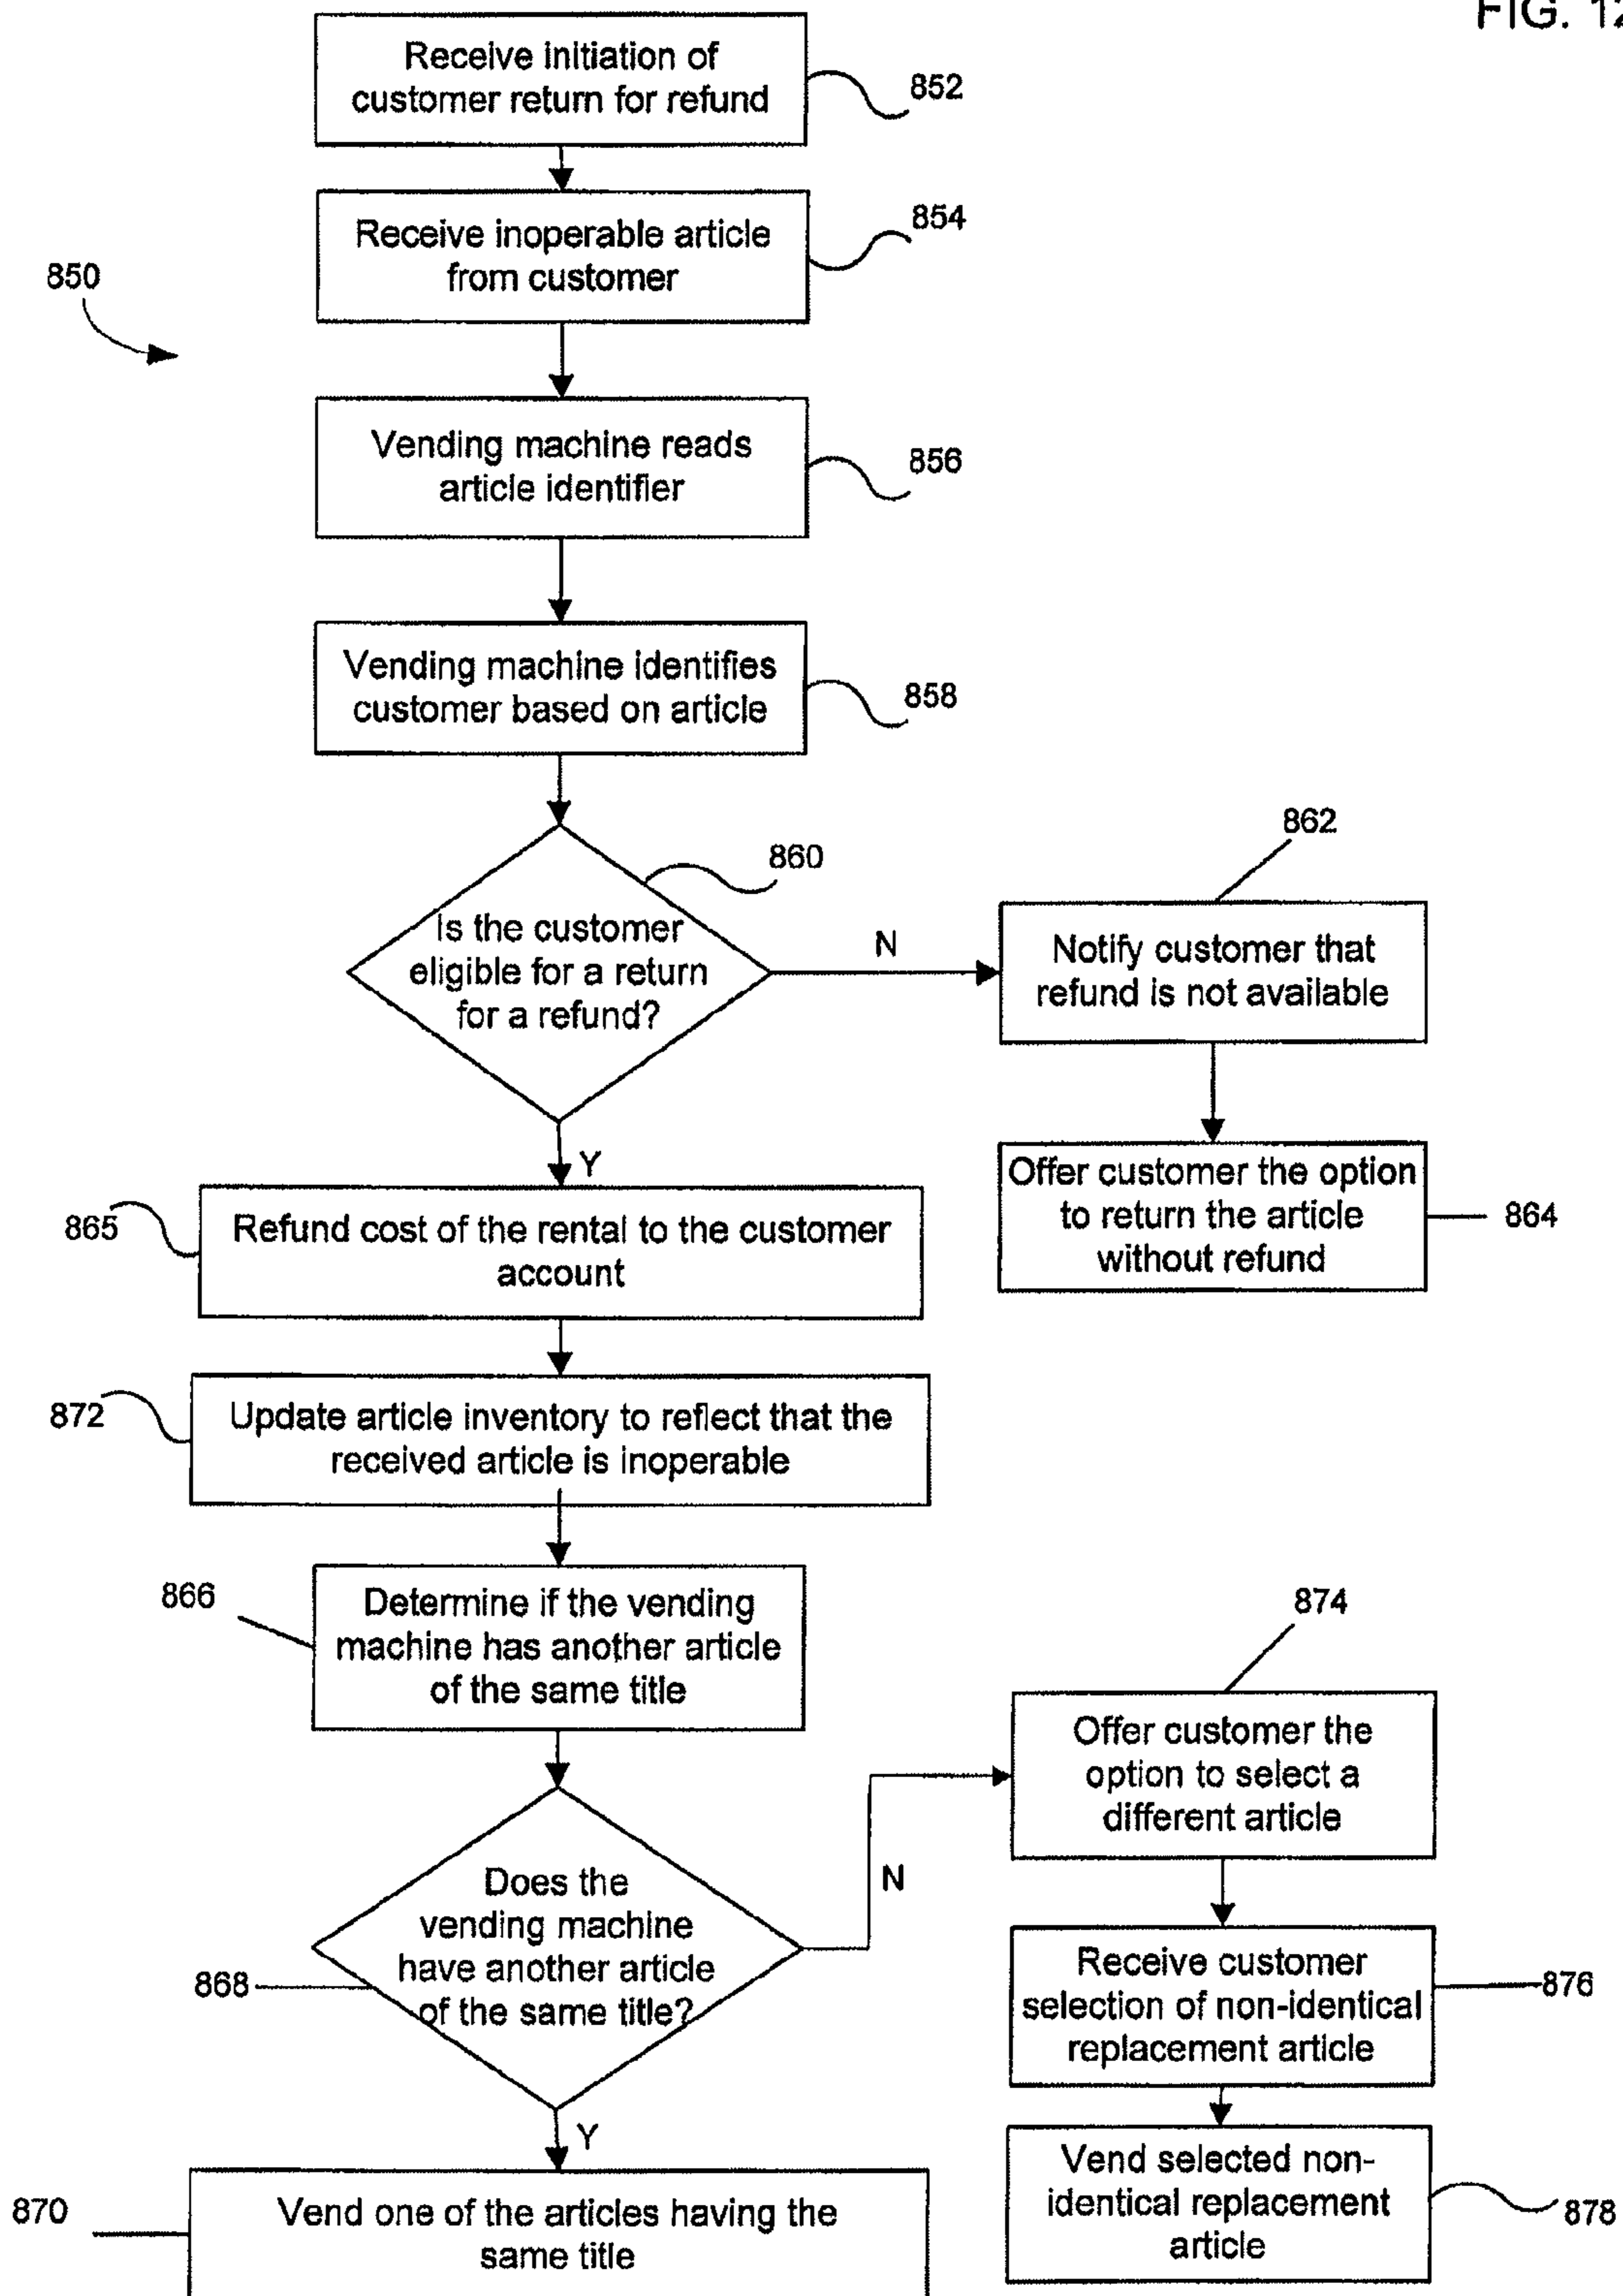 FIG. 12
Receive initiation of
customer return for refund
852
Receive inoperable article
from customer
854
850
Vending machine reads
article identifier
856
Vending machine identifies
customer based on article
858
860
Is the customer
eligible for a return
for a refund?
N
862
Notify customer that
refund is not available
Offer customer the option
to return the article
without refund
864
Y
865
Refund cost of the rental to the customer
account
872
Update article inventory to reflect that the
received article is inoperable
866
Determine if the vending
machine has another article
of the same title
868
Does the
vending machine
have another article
of the same title?
N
874
Offer customer the
option to select a
different article
Receive customer
selection of non-identical
replacement article
876
Vend selected non-
identical replacement
article
878
Y
870
Vend one of the articles having the
same title